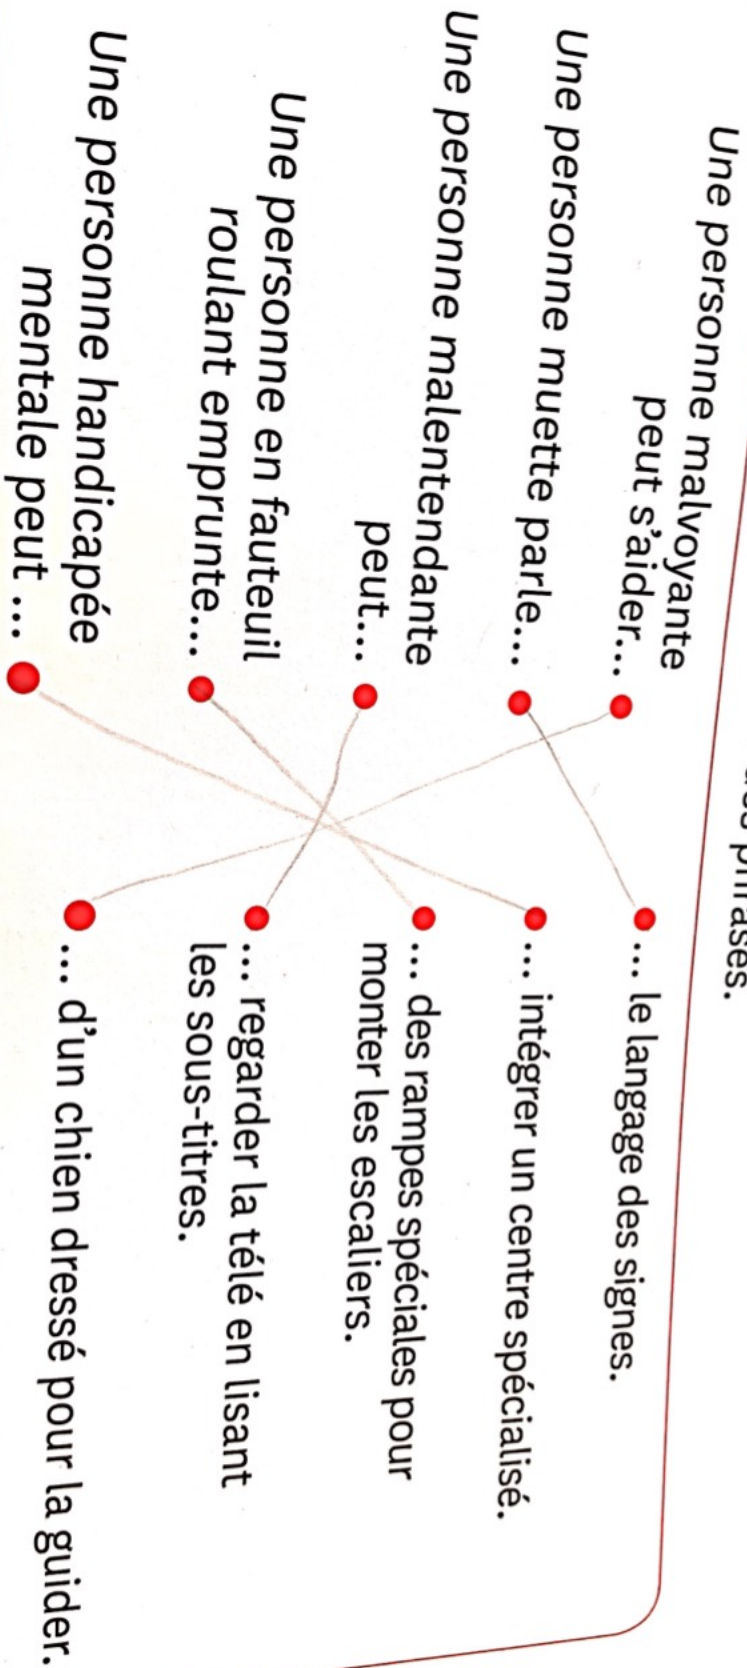 des phrases.
Une personne malvoyante
peut s'aider...
Une personne muette parle...
Une personne malentendante
peut...
Une personne en fauteuil
roulant emprunte...
Une personne handicapée
mentale peut ...
... le langage des signes.
... intégrer un centre spécialisé.
... des rampes spéciales pour
monter les escaliers.
... regarder la télé en lisant
les sous-titres.
... d'un chien dressé pour la guider.